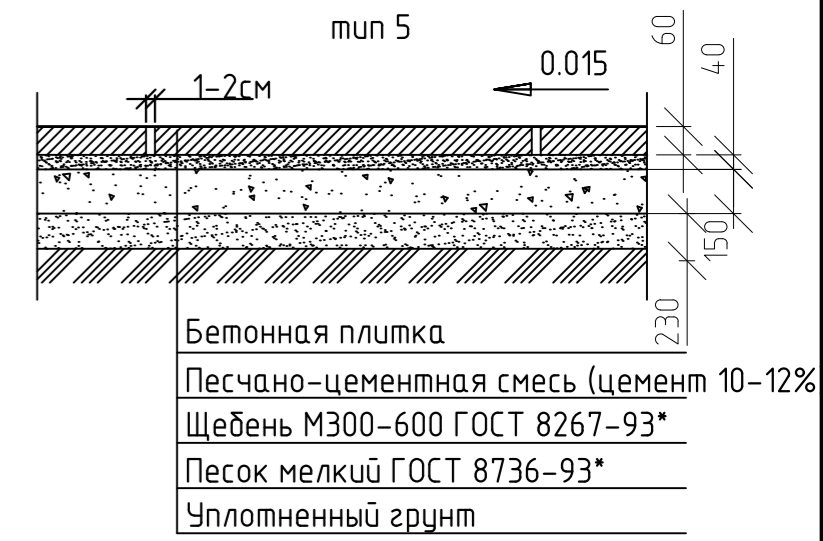 тип 5
1-2см
0.015
60
40
150
230
Бетонная плитка
Песчано-цементная смесь (цемент 10-12%
Щебень М300-600 ГОСТ 8267-93*
Песок мелкий ГОСТ 8736-93*
Уплотненный грунт